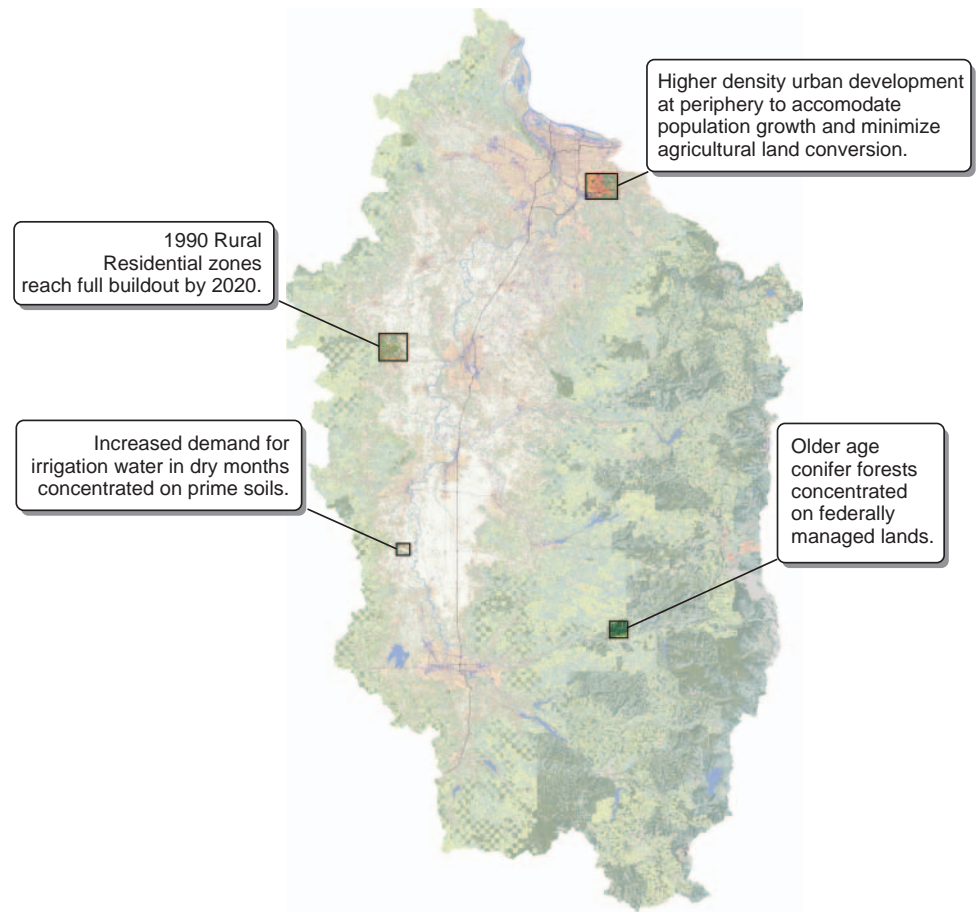 Higher density urban development
at periphery to accomodate
population growth and minimize
agricultural land conversion.
1990 Rural
Residential zones
reach full buildout by 2020.
Increased demand for
irrigation water in dry months
concentrated on prime soils.
Older age
conifer forests
concentrated
on federally
managed lands.